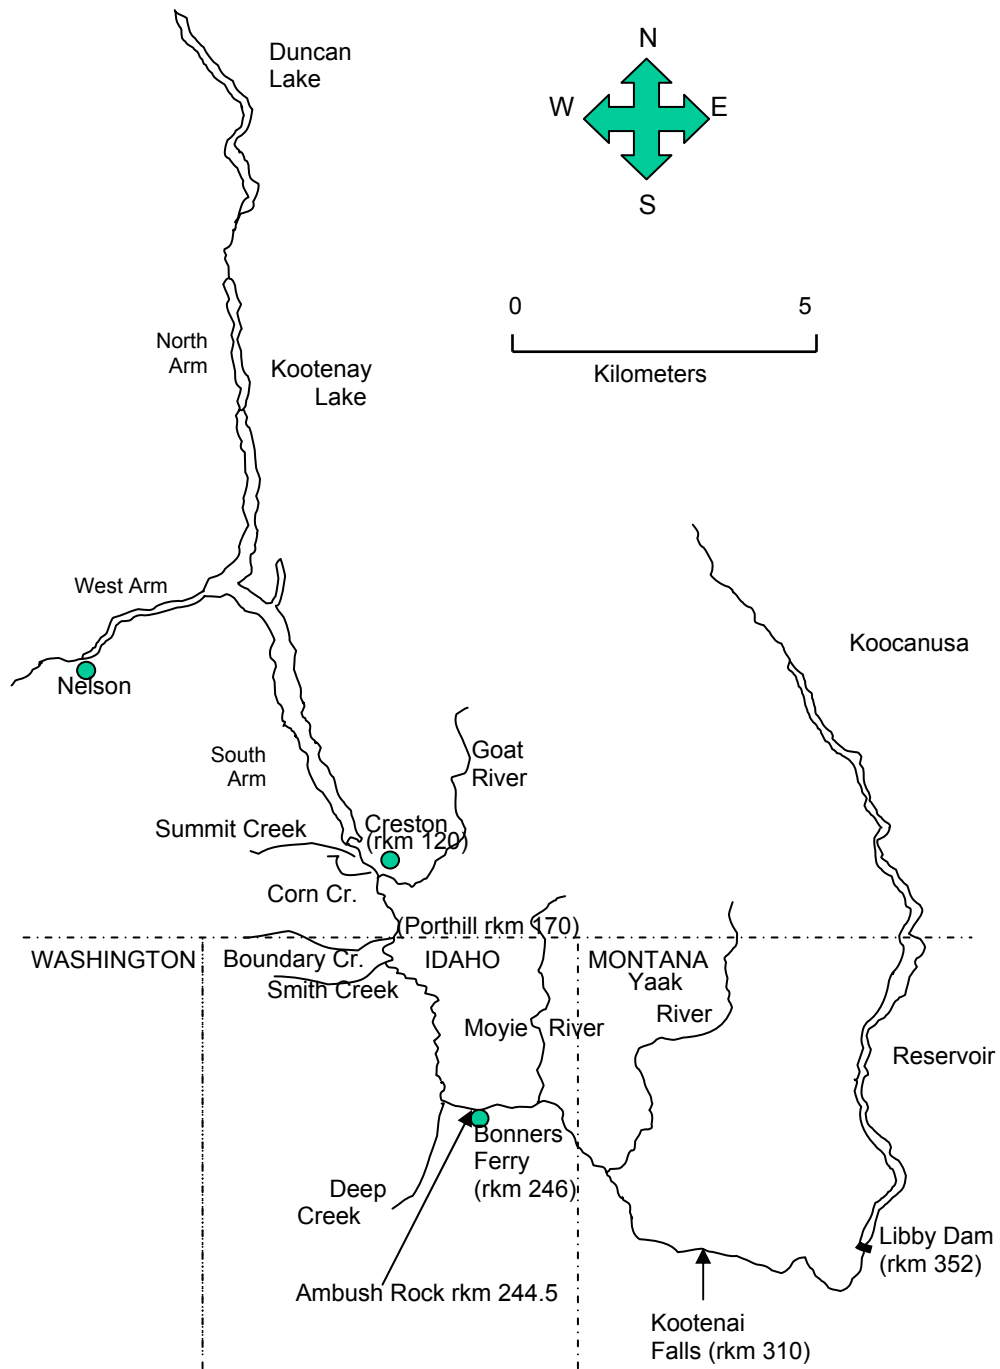 Duncan
Lake
N
W
E
S
0
5
Kilometers
North
Arm
Kootenay
Lake
West Arm
Koocanusa
Nelson
South
Arm
Goat
River
Summit Creek
Creston
(rkm 120)
Corn Cr.
(Porthill rkm 170)
WASHINGTON
Boundary Cr.
IDAHO
MONTANA
Smith Creek
Yaak
River
Moyie
River
Reservoir
Bonners
Ferry
(rkm 246)
Deep
Creek
Libby Dam
(rkm 352)
Ambush Rock rkm 244.5
Kootenai
Falls (rkm 310)